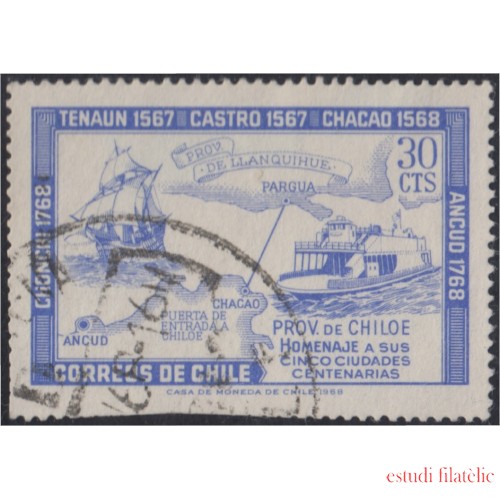 TENAUN 1567 CASTRO 1567 CHACAO 1568
CHONCHI 1768
ANCUD 1768
PROV.
DE LLANQUIHUE.
30
CTS
PARGUA
CHACAO
PUERTA DE
ENTRADA A
CHILOE
ANCUD
PROV. DE CHILOE
HOMENAJE A SUS
CINCO CIUDADES
CENTENARIAS
CORREOS DE CHILE
CASA DE MONEDA DE CHILE 1968
estudi filatèlic